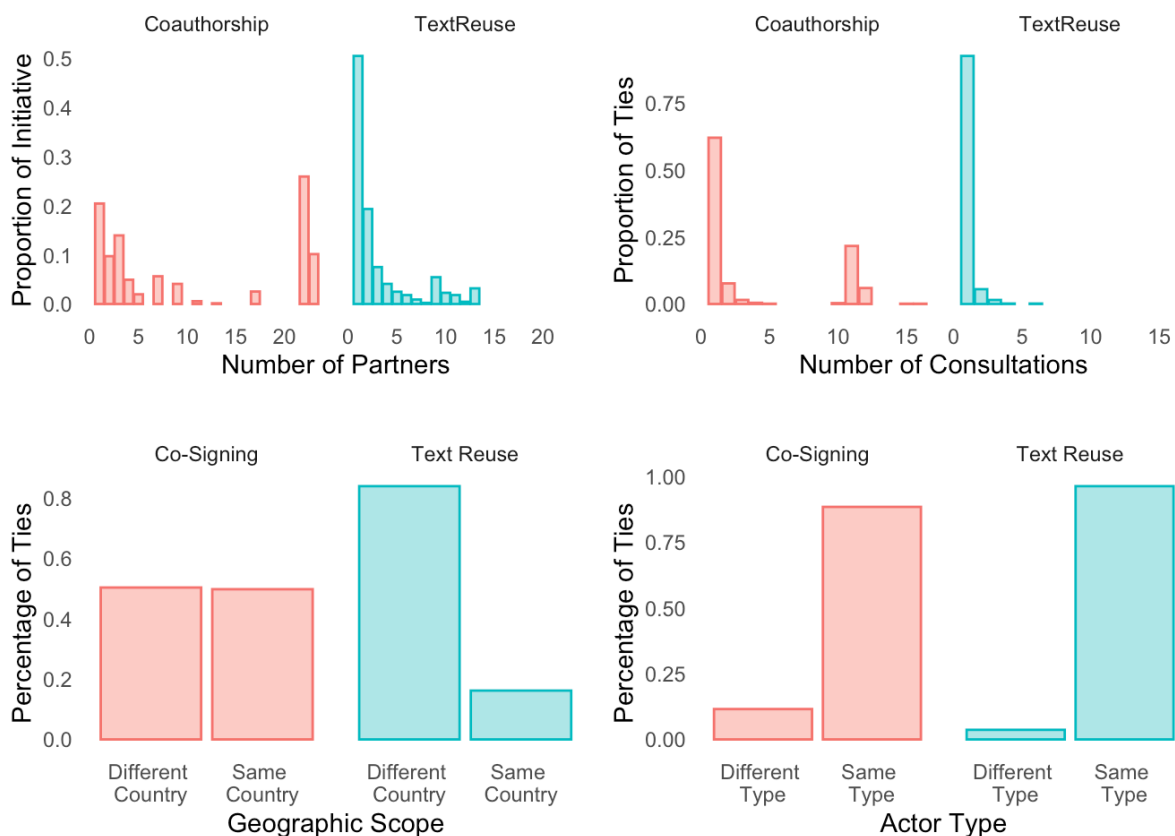 Coauthorship TextReuse
Proportion of Initiative
0.5
0.4
0.3
0.2
0.1
0.0
0 5 10 15 20 0 5 10 15 20
Number of Partners
Coauthorship TextReuse
Proportion of Ties
0.75
0.50
0.25
0.00
0 5 10 15 0 5 10 15
Number of Consultations
Co-Signing Text Reuse
Percentage of Ties
0.8
0.6
0.4
0.2
0.0
Different Same Different Same
Country Country Country Country
Geographic Scope
Co-Signing Text Reuse
Percentage of Ties
1.00
0.75
0.50
0.25
0.00
Different Same Different Same
Type Type Type Type
Actor Type